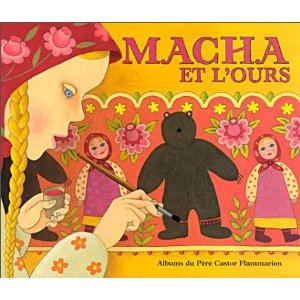 MACHA
ET L'OURS
Albums du Père Castor Flammarion